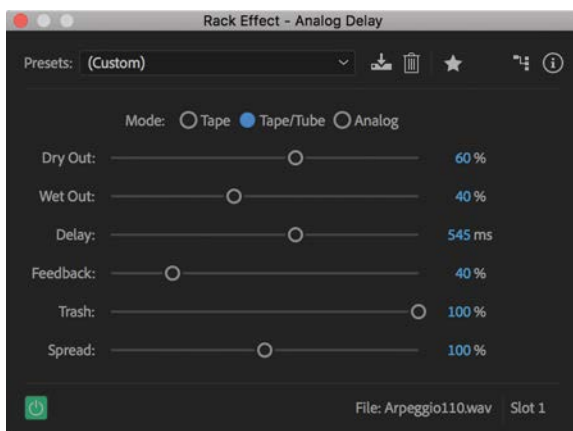 Rack Effect - Analog Delay
Presets: (Custom)
Mode: Tape Tape/Tube Analog
Dry Out: 60 %
Wet Out: 40 %
Delay: 545 ms
Feedback: 40 %
Trash: 100 %
Spread: 100 %
File: Arpeggio110.wav Slot 1